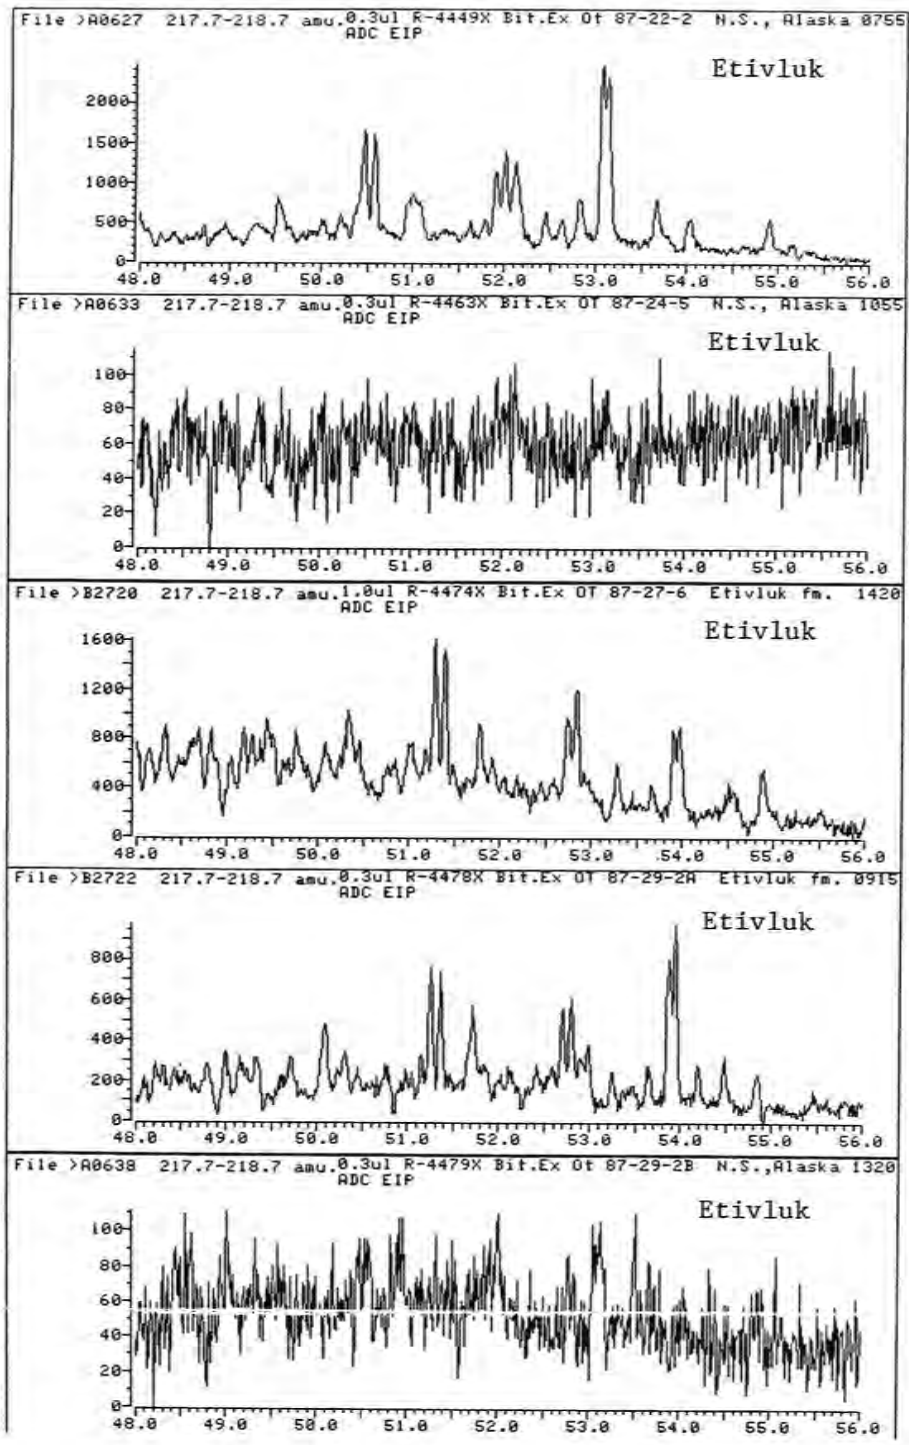 File >A0627 217.7-218.7 amu.0.3ul R-4449X Bit.Ex Ot 87-22-2 N.S., Alaska 0755
ADC EIP
Etivluk
2000
1500
1000
500
0
48.0 49.0 50.0 51.0 52.0 53.0 54.0 55.0 56.0
File >A0633 217.7-218.7 amu.0.3ul R-4463X Bit.Ex OT 87-24-5 N.S., Alaska 1055
ADC EIP
Etivluk
100
80
60
40
20
0
48.0 49.0 50.0 51.0 52.0 53.0 54.0 55.0 56.0
File >B2720 217.7-218.7 amu.1.0ul R-4474X Bit.Ex OT 87-27-6 Etivluk fm. 1420
ADC EIP
Etivluk
1600
1200
800
400
0
48.0 49.0 50.0 51.0 52.0 53.0 54.0 55.0 56.0
File >B2722 217.7-218.7 amu.0.3ul R-4478X Bit.Ex OT 87-29-2A Etivluk fm. 0915
ADC EIP
Etivluk
800
600
400
200
0
48.0 49.0 50.0 51.0 52.0 53.0 54.0 55.0 56.0
File >A0638 217.7-218.7 amu.0.3ul R-4479X Bit.Ex Ot 87-29-2B N.S.,Alaska 1320
ADC EIP
Etivluk
100
80
60
40
20
0
48.0 49.0 50.0 51.0 52.0 53.0 54.0 55.0 56.0